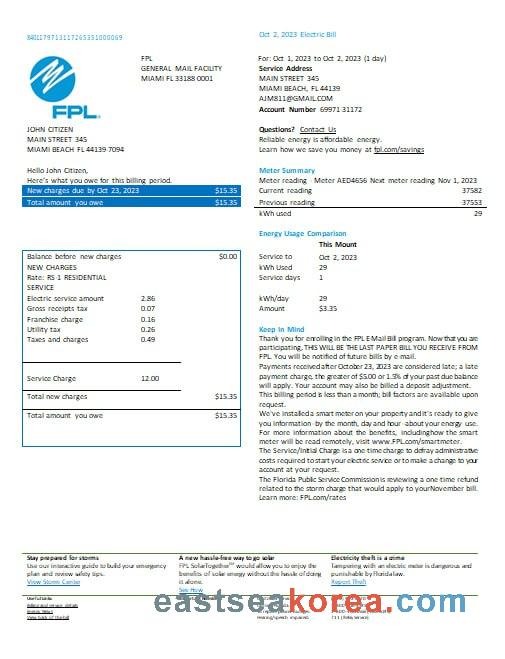 8401179713117265351000069
Oct 2, 2023 Electric Bill
FPL
GENERAL MAIL FACILITY
MIAMI FL 33188 0001
For: Oct 1, 2023 to Oct 2, 2023 (1 day)
Service Address
MAIN STREET 345
MIAMI BEACH, FL 44139
AJM811@GMAIL.COM
Account Number 69971 31172
FPL.
JOHN CITIZEN
MAIN STREET 345
MIAMI BEACH FL 44139 7094
Questions? Contact Us
Reliable energy is affordable energy.
Learn how we save you money at fpl.com/savings
Hello John Citizen,
Here's what you owe for this billing period.
New charges due by Oct 23, 2023 $15.35
Total amount you owe $15.35
Meter Summary
Meter reading - Meter AED4656 Next meter reading Nov 1, 2023
Current reading 37582
Previous reading 37553
kWh used 29
Energy Usage Comparison
This Mount
Service to Oct 2, 2023
kWh Used 29
Service days 1
kWh/day 29
Amount $3.35
Balance before new charges $0.00
NEW CHARGES
Rate: RS-1 RESIDENTIAL
SERVICE
Electric service amount 2.86
Gross receipts tax 0.07
Franchise charge 0.16
Utility tax 0.26
Taxes and charges 0.49
Service Charge 12.00
Total new charges $15.35
Total amount you owe $15.35
Keep In Mind
Thank you for enrolling in the FPL E-Mail Bill program. Now that you are
participating, THIS WILL BE THE LAST PAPER BILL YOU RECEIVE FROM
FPL. You will be notified of future bills by e-mail.
Payments received after October 23, 2023 are considered late; a late
payment charge, the greater of $5.00 or 1.5% of your past due balance
will apply. Your account may also be billed a deposit adjustment.
This billing period is less than a month; bill factors are available upon
request.
We've installed a smart meter on your property and it's ready to give
you information -by the month, day and hour- about your energy use.
For more information about the benefits, including how the smart
meter will be read remotely, visit www.FPL.com/smartmeter.
The Service/Initial Charge is a one time charge to defray administrative
costs required to start your electric service or to make a change to your
account at your request.
The Florida Public Service Commission is reviewing a one time refund
related to the storm charge that would apply to your November bill.
Learn more: FPL.com/rates
Stay prepared for storms
Use our interactive guide to build your emergency
plan and review safety tips.
View Storm Center
A new hassle-free way to go solar
FPL SolarTogether℠ would allow you to enjoy the
benefits of solar energy without the hassle of doing
it alone.
See How
Electricity theft is a crime
Tampering with an electric meter is dangerous and
punishable by Florida law.
Report Theft
Useful Links
Billing and service details
View back of the bill
Hearing/speech impaired
711 (Relay Service)
eastseakorea.com